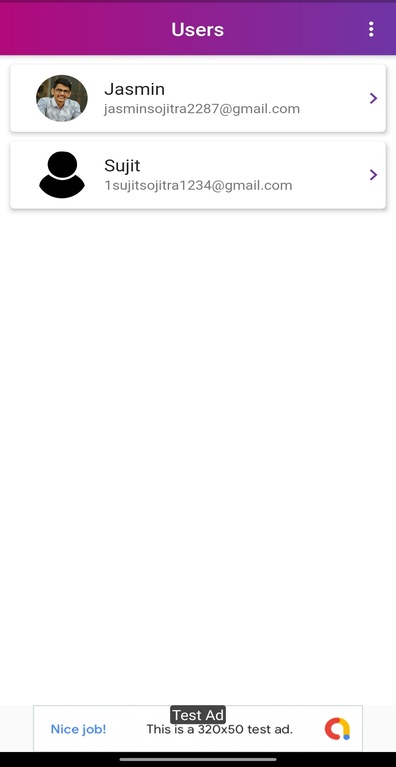 Users
Jasmin
jasminsojitra2287@gmail.com
Sujit
1sujitsojitra1234@gmail.com
Test Ad
Nice job!
This is a 320x50 test ad.